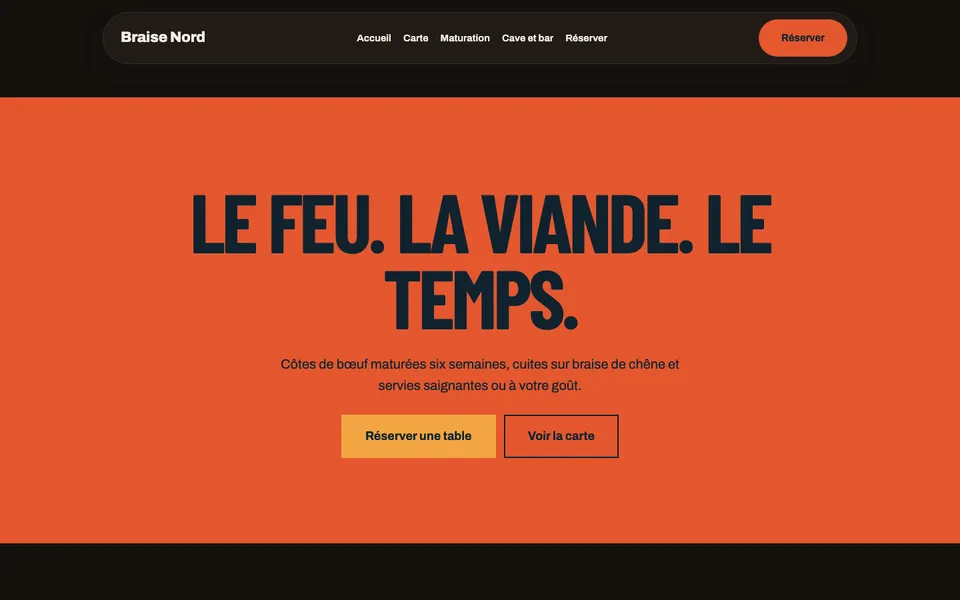 Braise Nord
Accueil Carte Maturation Cave et bar Réserver
Réserver
LE FEU. LA VIANDE. LE
TEMPS.
Côtes de bœuf maturées six semaines, cuites sur braise de chêne et
servies saignantes ou à votre goût.
Réserver une table
Voir la carte